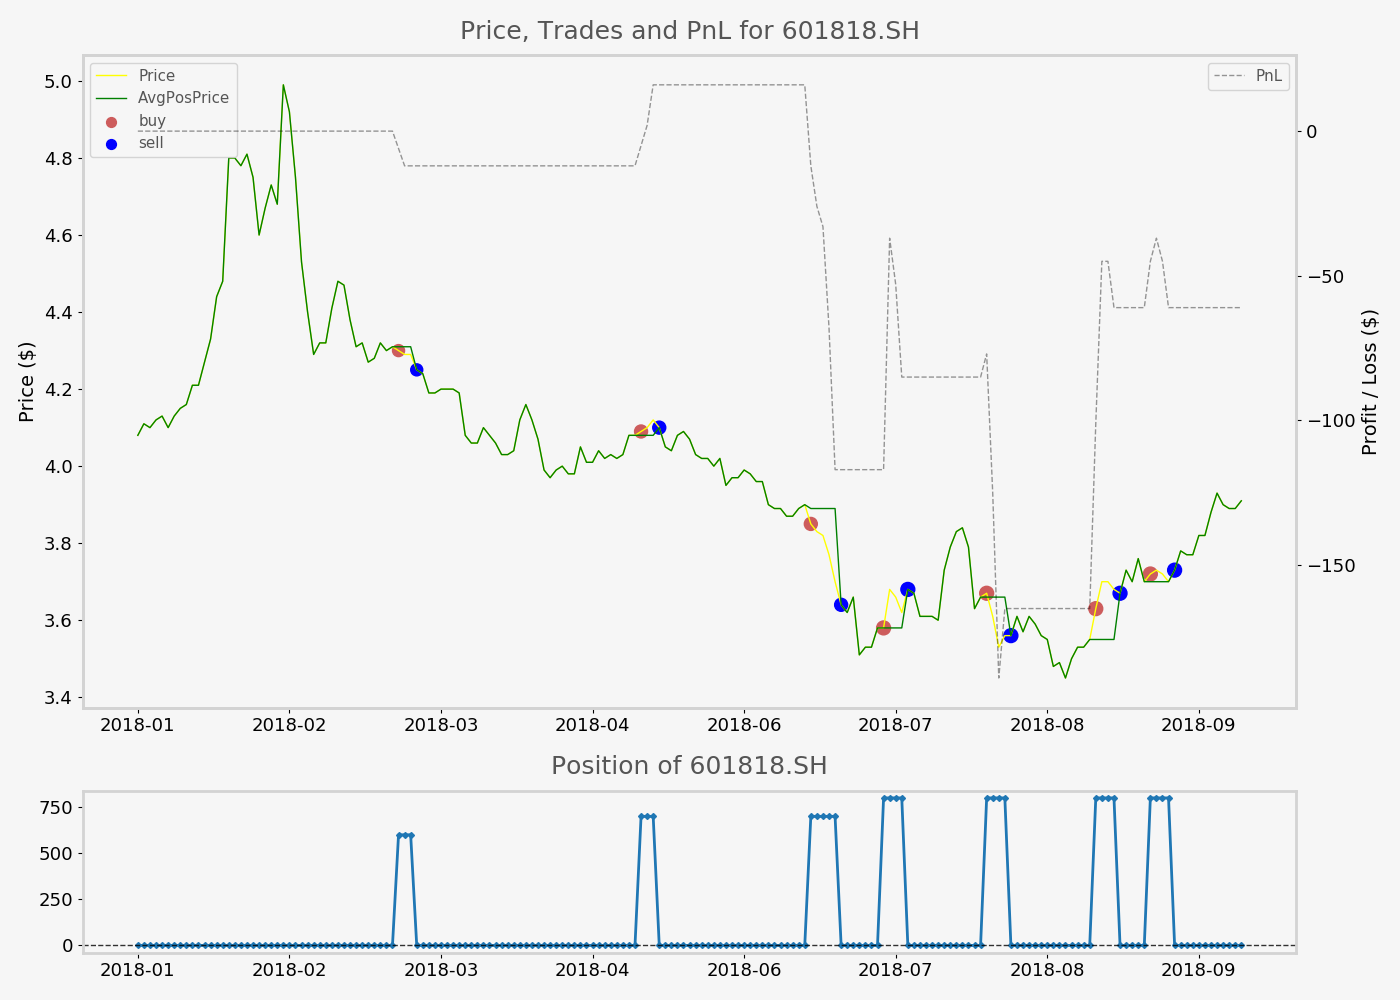 Price, Trades and PnL for 601818.SH
Price
AvgPosPrice
buy
sell
PnL
5.0
4.8
4.6
4.4
4.2
4.0
3.8
3.6
3.4
Price ($)
0
−50
−100
−150
Profit / Loss ($)
2018-01 2018-02 2018-03 2018-04 2018-06 2018-07 2018-08 2018-09
Position of 601818.SH
750
500
250
0
2018-01 2018-02 2018-03 2018-04 2018-06 2018-07 2018-08 2018-09